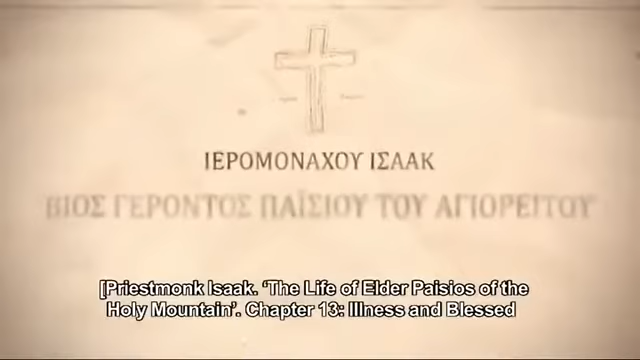 ΙΕΡΟΜΟΝΑΧΟΥ ΙΣΑΑΚ
ΒΙΟΣ ΓΕΡΟΝΤΟΣ ΠΑΪΣΙΟΥ ΤΟΥ ΑΓΙΟΡΕΙΤΟΥ
[Priestmonk Isaak. ‘The Life of Elder Paisios of the
Holy Mountain’. Chapter 13: Illness and Blessed